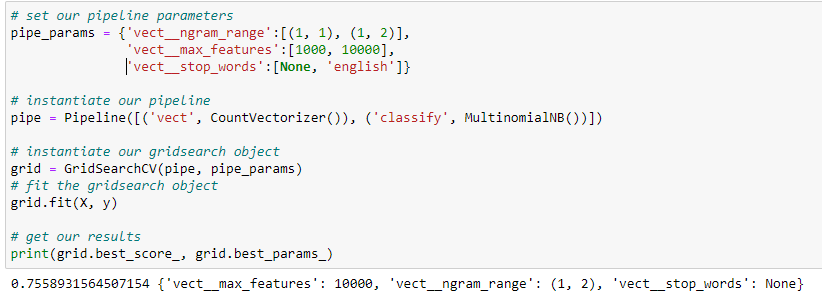 # set our pipeline parameters
pipe_params = {'vect__ngram_range':[(1, 1), (1, 2)],
'vect__max_features':[1000, 10000],
'vect__stop_words':[None, 'english']}
# instantiate our pipeline
pipe = Pipeline([('vect', CountVectorizer()), ('classify', MultinomialNB())])
# instantiate our gridsearch object
grid = GridSearchCV(pipe, pipe_params)
# fit the gridsearch object
grid.fit(X, y)
# get our results
print(grid.best_score_, grid.best_params_)
0.7558931564507154 {'vect__max_features': 10000, 'vect__ngram_range': (1, 2), 'vect__stop_words': None}